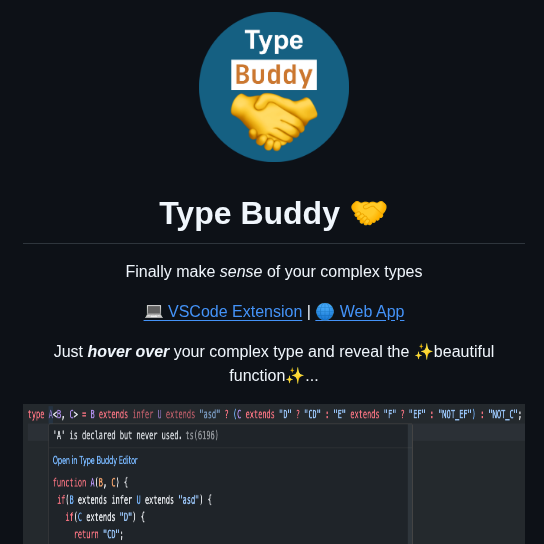 Type
Buddy
Type Buddy 🤝
Finally make sense of your complex types
💻 VSCode Extension | 🌐 Web App
Just hover over your complex type and reveal the ✨beautiful
function✨...
type A<B, C> = B extends infer U extends "asd" ? (C extends "D" ? "CD" : "E" extends "F" ? "EF" : "NOT_EF") : "NOT_C";
'A' is declared but never used. ts(6196)
Open in Type Buddy Editor
function A(B, C) {
if(B extends infer U extends "asd") {
if(C extends "D") {
return "CD";